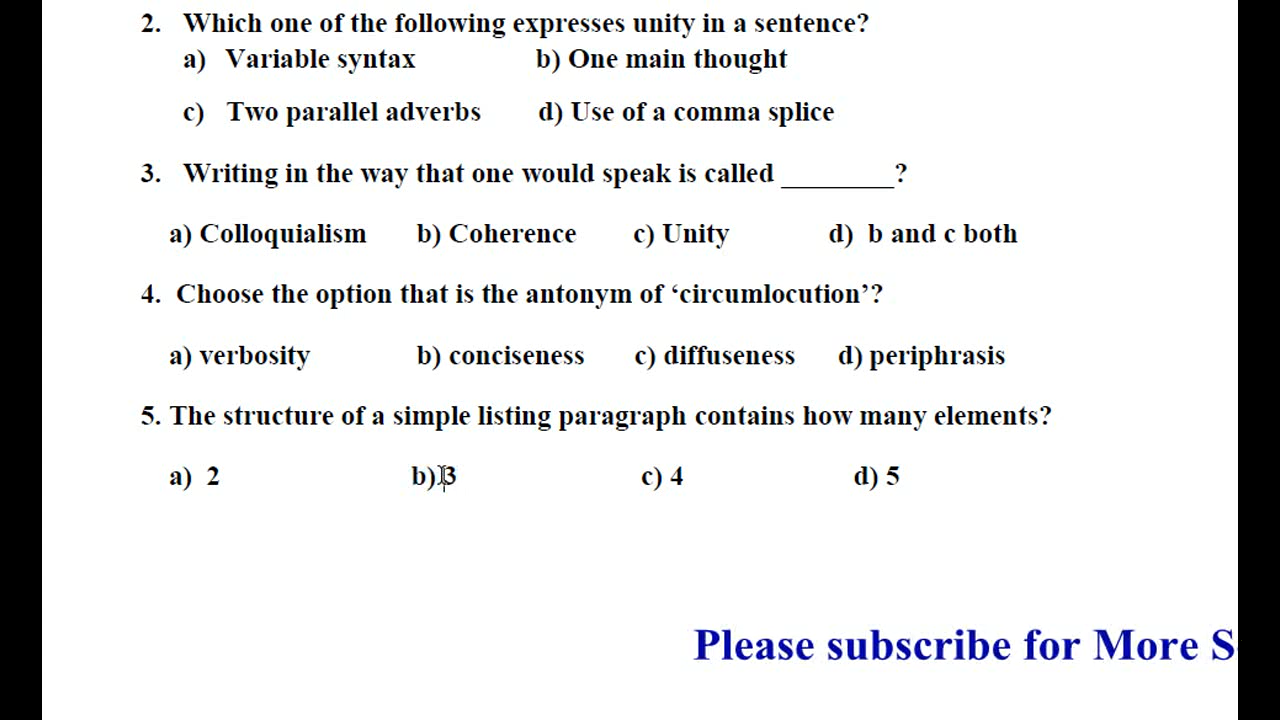 2. Which one of the following expresses unity in a sentence?
a) Variable syntax b) One main thought
c) Two parallel adverbs d) Use of a comma splice
3. Writing in the way that one would speak is called ________?
a) Colloquialism b) Coherence c) Unity d) b and c both
4. Choose the option that is the antonym of ‘circumlocution’?
a) verbosity b) conciseness c) diffuseness d) periphrasis
5. The structure of a simple listing paragraph contains how many elements?
a) 2 b) 3 c) 4 d) 5
Please subscribe for More S